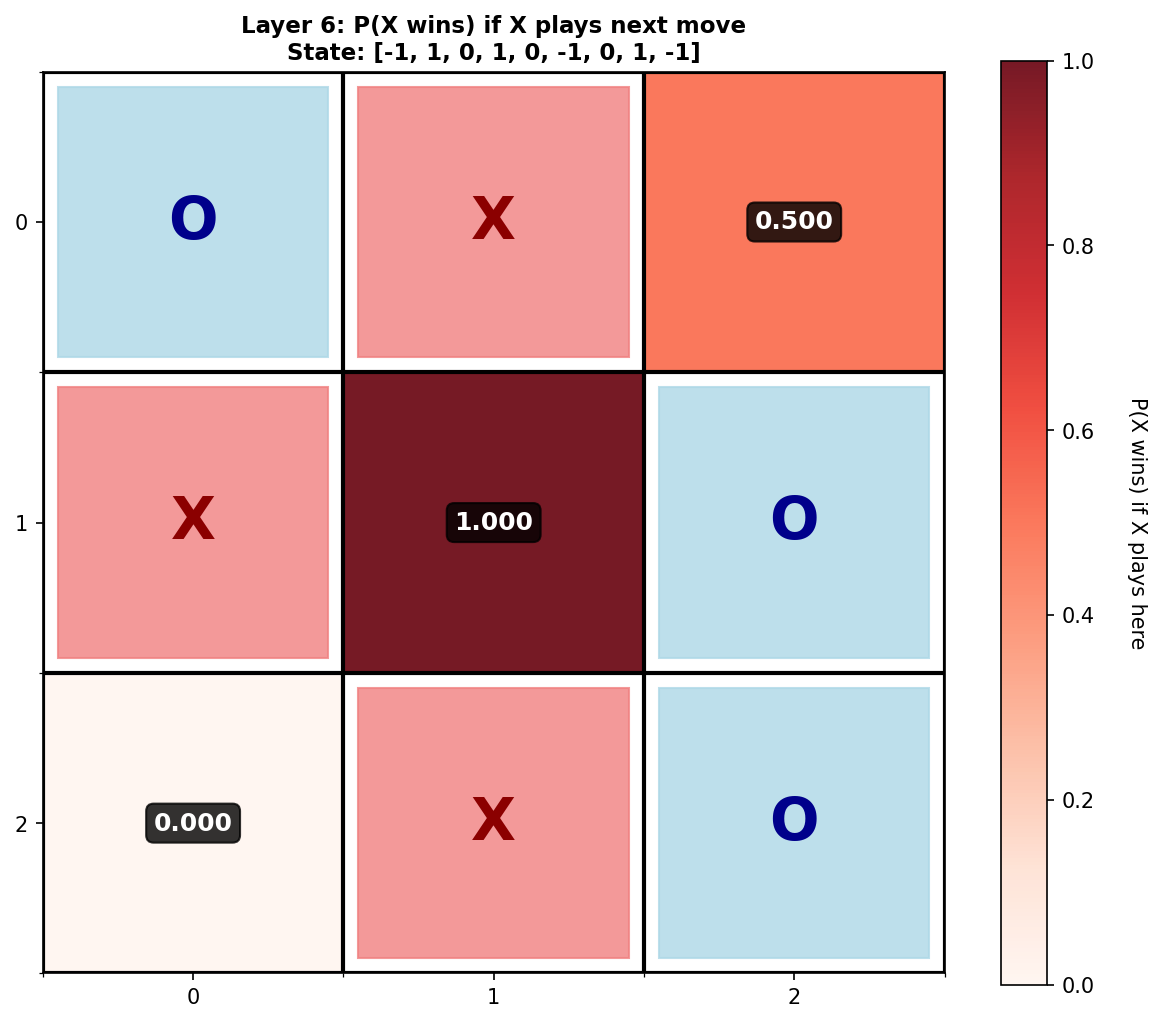 Layer 6: P(X wins) if X plays next move
State: [-1, 1, 0, 1, 0, -1, 0, 1, -1]
1.0
0
O
X
0.500
0.8
0.6
1
X
1.000
O
P(X wins) if X plays here
0.4
0.2
2
0.000
X
O
0.0
0
1
2